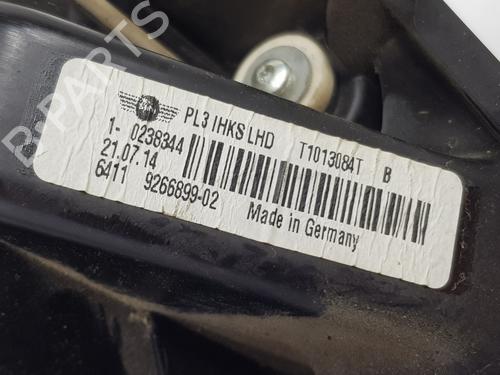 B-PARTS
PL3 IHKS LHD T1013084T B
1- 0238344
21.07.14
6411 9266899-02 Made in Germany